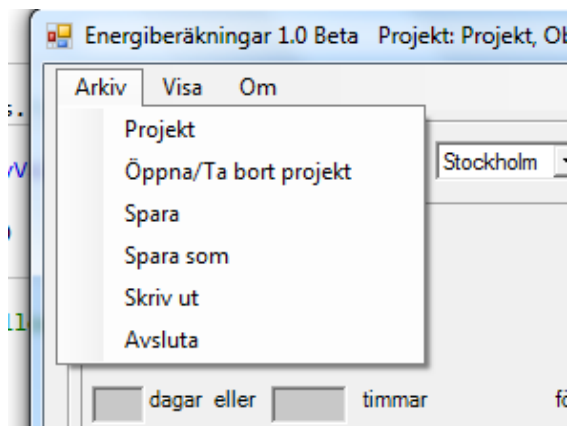 Energiberäkningar 1.0 Beta Projekt: Projekt, Ob
Arkiv Visa Om
s.
Projekt
Öppna/Ta bort projekt
Stockholm
Spara
Spara som
Skriv ut
Avsluta
dagar eller timmar fö